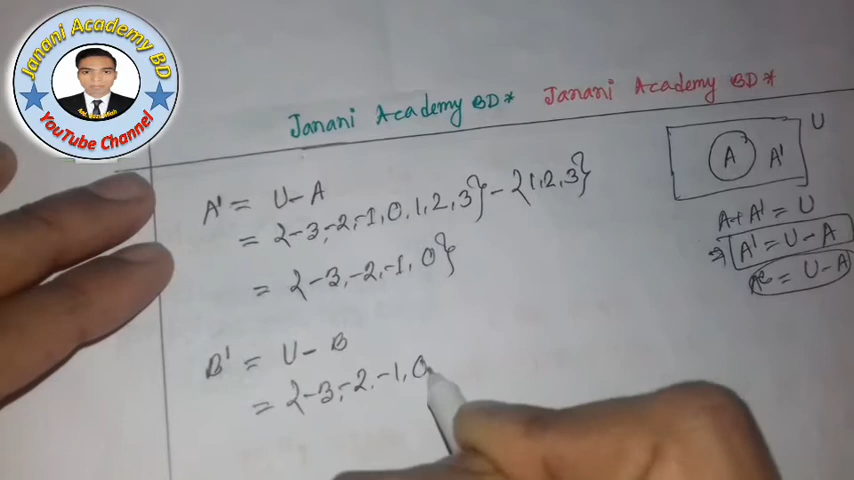 Janani Academy BD
YouTube Channel
Janani Academy BD* Janani Academy BD*
A' = U - A
= {-3, -2, -1, 0, 1, 2, 3} - {1, 2, 3}
= {-3, -2, -1, 0}
B' = U - B
= {-3, -2, -1, 0
U
A A'
A + A' = U
⇒ A' = U - A
Ac = U - A